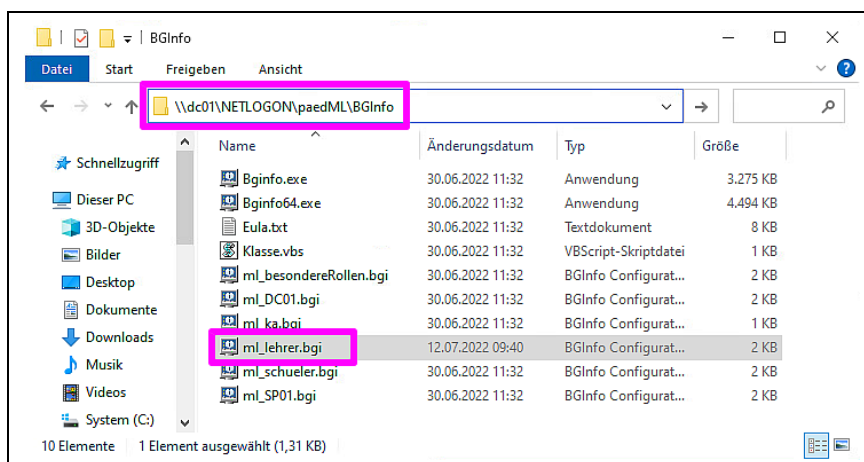 BGInfo
Datei Start Freigeben Ansicht
\\dc01\NETLOGON\paedML\BGInfo
Name Änderungsdatum Typ Größe
Schnellzugriff
Dieser PC
3D-Objekte
Bilder
Desktop
Dokumente
Downloads
Musik
Videos
System (C:)
Bginfo.exe 30.06.2022 11:32 Anwendung 3.275 KB
Bginfo64.exe 30.06.2022 11:32 Anwendung 4.494 KB
Eula.txt 30.06.2022 11:32 Textdokument 8 KB
Klasse.vbs 30.06.2022 11:32 VBScript-Skriptdatei 1 KB
ml_besondereRollen.bgi 30.06.2022 11:32 BGInfo Configurat... 2 KB
ml_DC01.bgi 30.06.2022 11:32 BGInfo Configurat... 2 KB
ml_ka.bgi 30.06.2022 11:32 BGInfo Configurat... 1 KB
ml_lehrer.bgi 12.07.2022 09:40 BGInfo Configurat... 2 KB
ml_schueler.bgi 30.06.2022 11:32 BGInfo Configurat... 2 KB
ml_SP01.bgi 30.06.2022 11:32 BGInfo Configurat... 2 KB
10 Elemente 1 Element ausgewählt (1,31 KB)